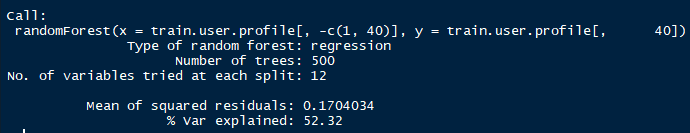 Call:
 randomForest(x = train.user.profile[, -c(1, 40)], y = train.user.profile[,      40])
               Type of random forest: regression
                     Number of trees: 500
No. of variables tried at each split: 12

          Mean of squared residuals: 0.1704034
                    % Var explained: 52.32